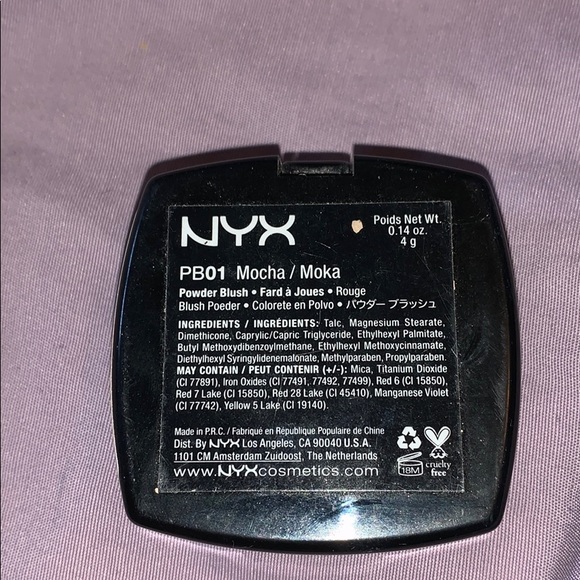 NYX
Poids Net Wt.
0.14 oz.
4 g
PB01 Mocha / Moka
Powder Blush • Fard à Joues • Rouge
Blush Poeder • Colorete en Polvo • パウダー ブラッシュ
INGREDIENTS / INGRÉDIENTS: Talc, Magnesium Stearate,
Dimethicone, Caprylic/Capric Triglyceride, Ethylhexyl Palmitate,
Butyl Methoxydibenzoylmethane, Ethylhexyl Methoxycinnamate,
Diethylhexyl Syringylidenemalonate, Methylparaben, Propylparaben.
MAY CONTAIN / PEUT CONTENIR (+/-): Mica, Titanium Dioxide
(CI 77891), Iron Oxides (CI 77491, 77492, 77499), Red 6 (CI 15850),
Red 7 Lake (CI 15850), Red 28 Lake (CI 45410), Manganese Violet
(CI 77742), Yellow 5 Lake (CI 19140).
Made in P.R.C. / Fabriqué en République Populaire de Chine
Dist. By NYX Los Angeles, CA 90040 U.S.A.
1101 CM Amsterdam Zuidoost, The Netherlands
www.NYXcosmetics.com
18M
cruelty
free